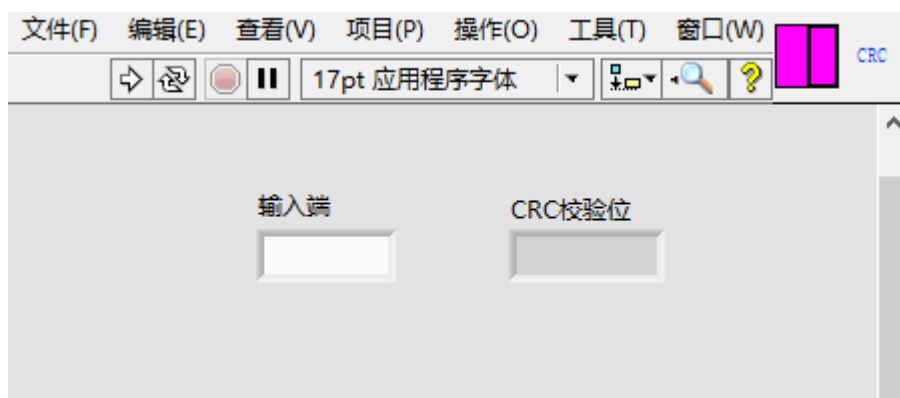 文件(F) 编辑(E) 查看(V) 项目(P) 操作(O) 工具(T) 窗口(W)
CRC
17pt 应用程序字体
输入端 CRC校验位